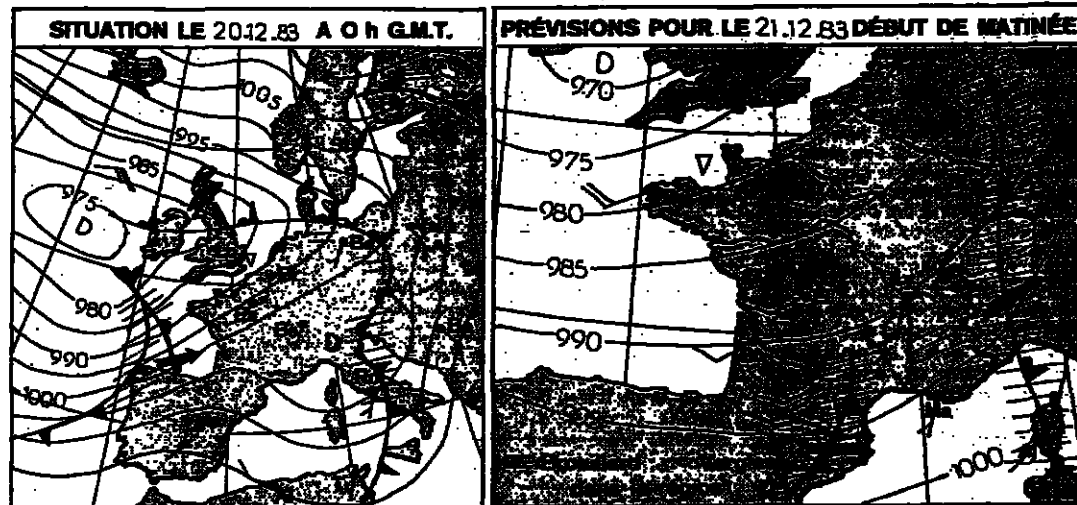 SITUATION LE 20.12.83 A 0 h G.M.T.
1005
995
985
975
D
980
990
1000
D
PRÉVISIONS POUR LE 21.12.83 DÉBUT DE MATINÉE
D
970
975
980
985
990
1000